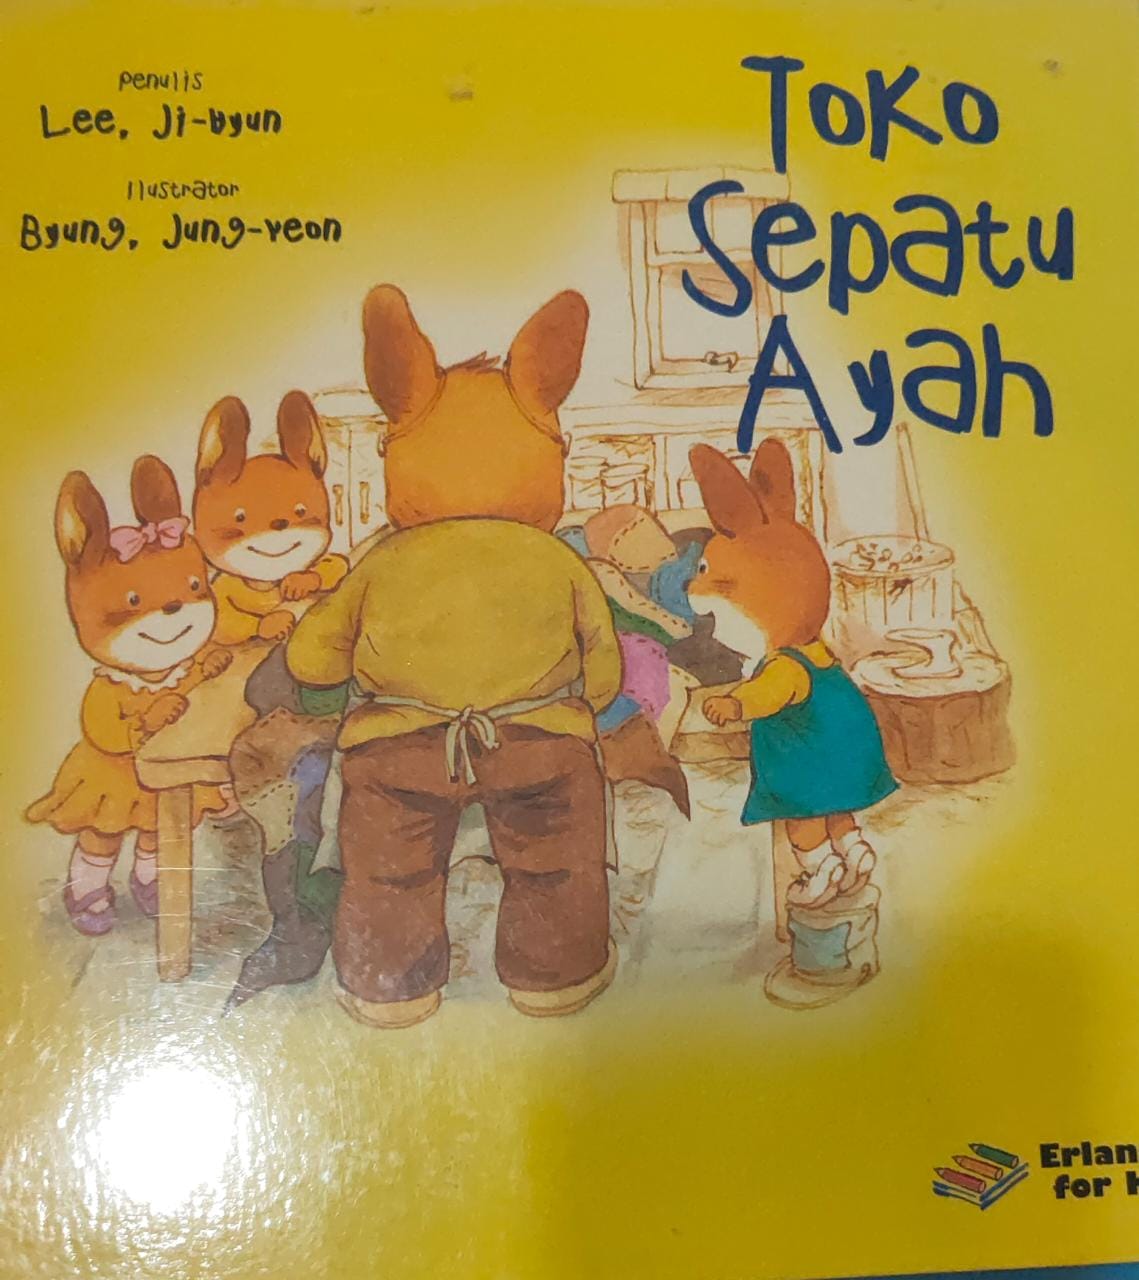 Penulis
Lee, Ji-hyun
Ilustrator
Byung, Jung-yeon
Toko
Sepatu
Ayah
Erlan
for